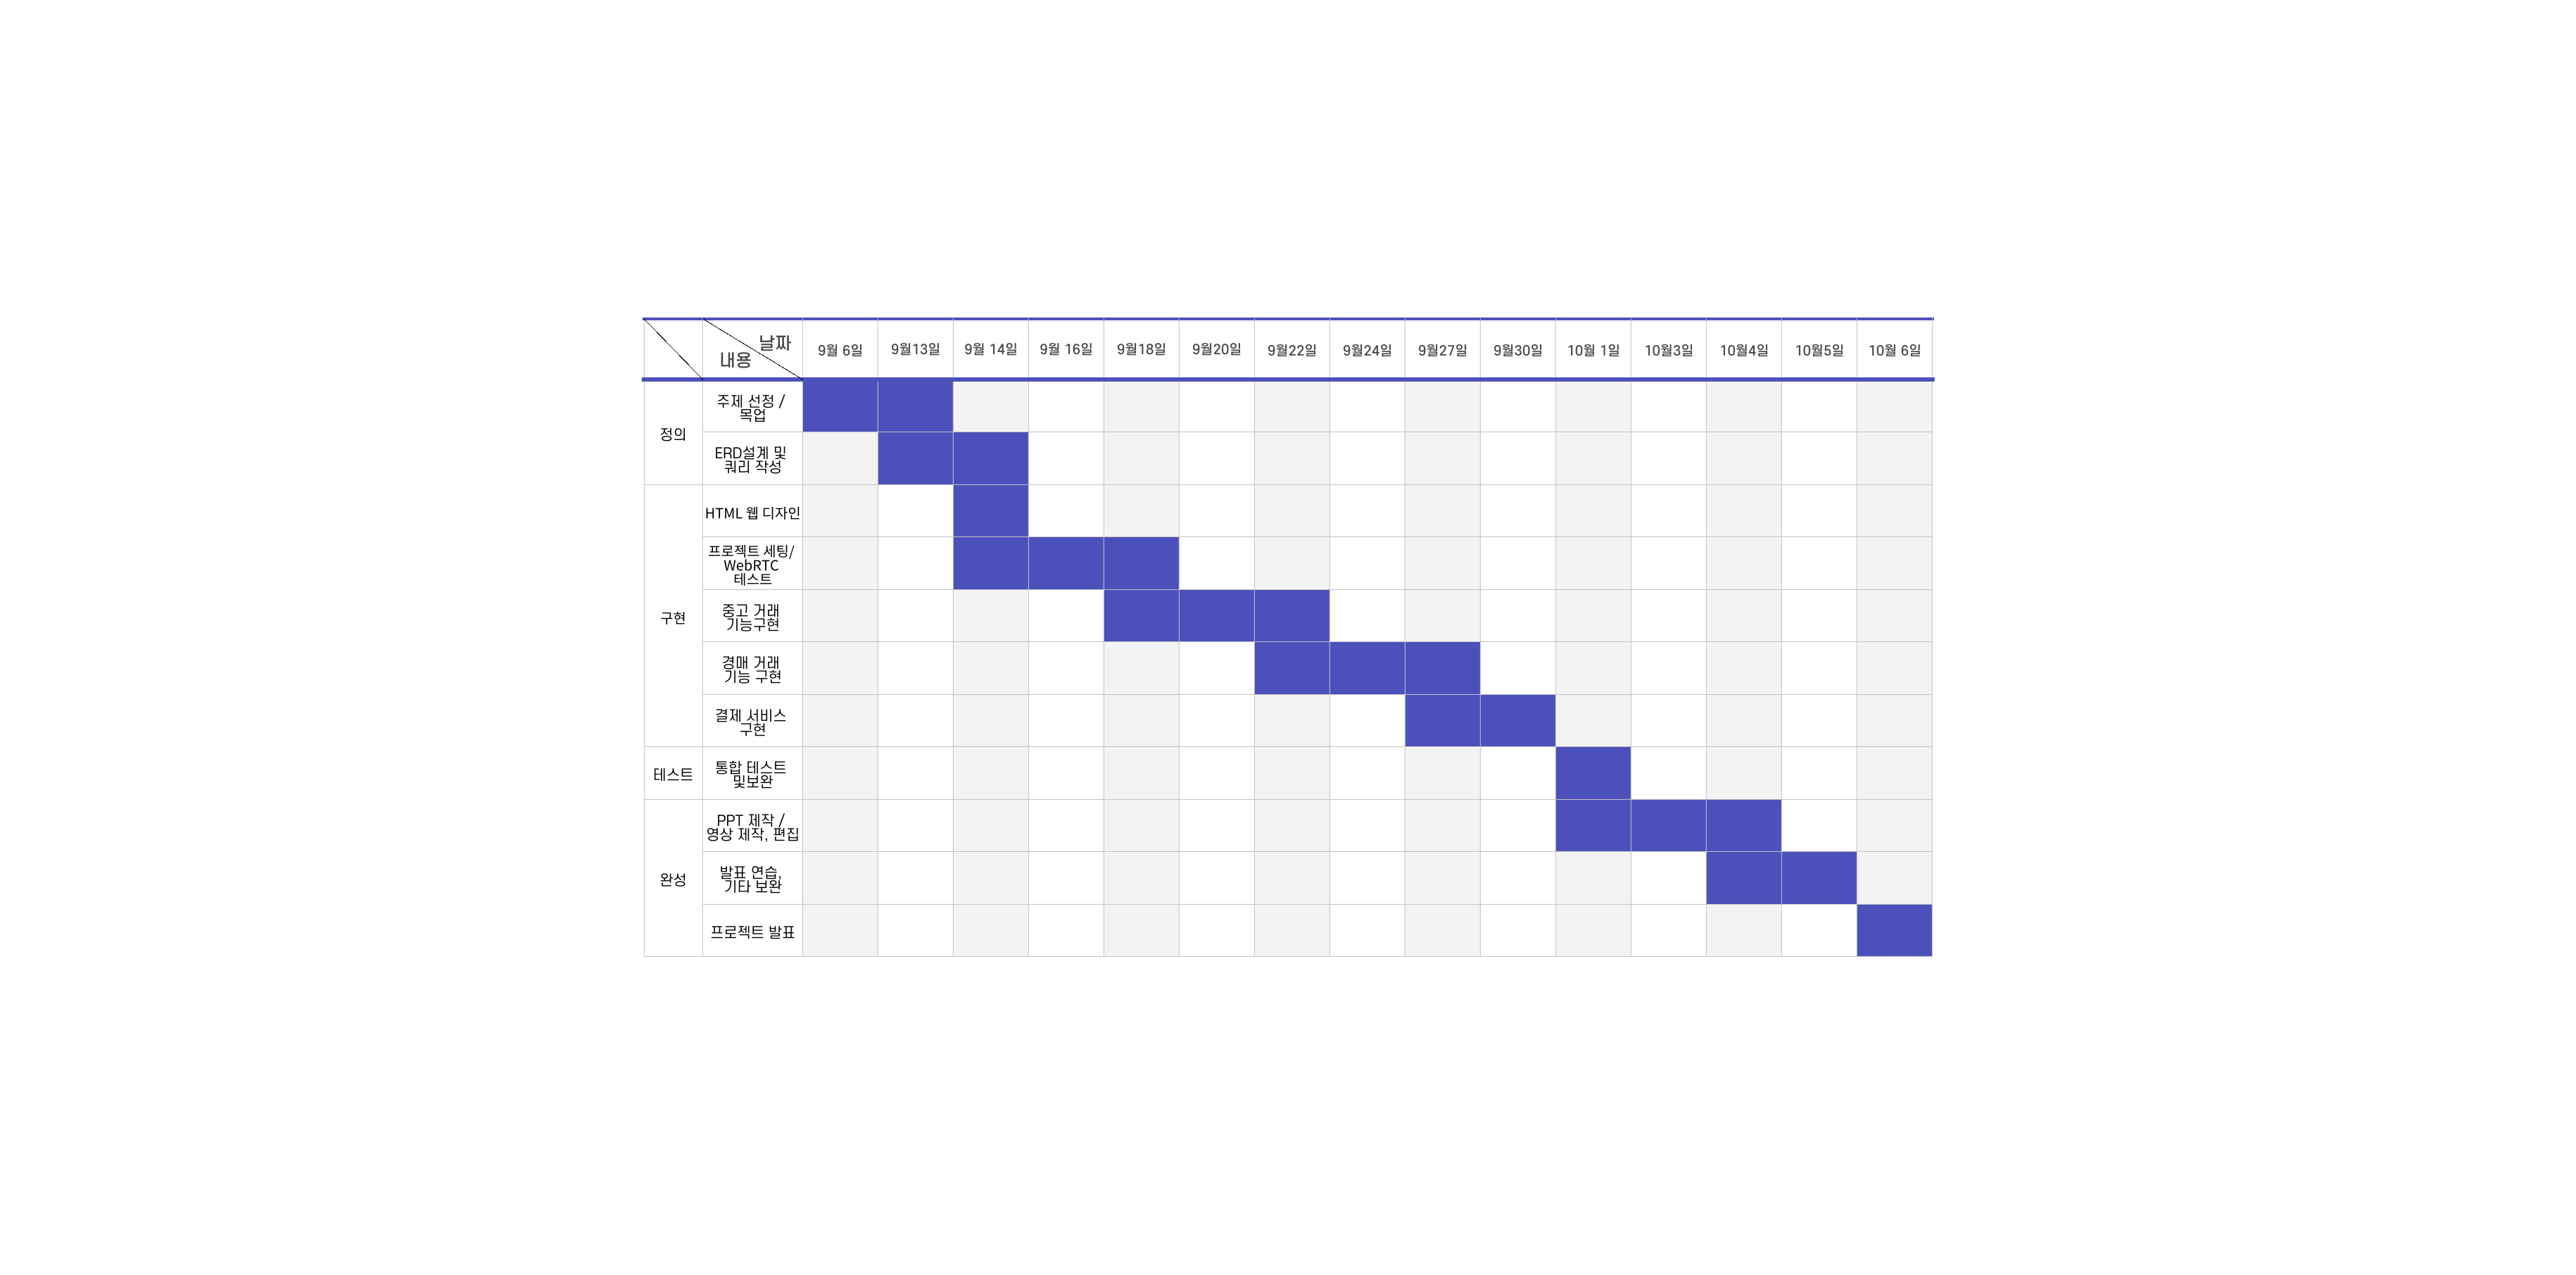 날짜
내용
9월 6일
9월13일
9월 14일
9월 16일
9월18일
9월20일
9월22일
9월24일
9월27일
9월30일
10월 1일
10월3일
10월4일
10월5일
10월 6일
정의
주제 선정 /
목업
ERD설계 및
쿼리 작성
구현
HTML 웹 디자인
프로젝트 세팅/
WebRTC
테스트
중고 거래
기능구현
경매 거래
기능 구현
결제 서비스
구현
테스트
통합 테스트
및보완
완성
PPT 제작 /
영상 제작, 편집
발표 연습,
기타 보완
프로젝트 발표